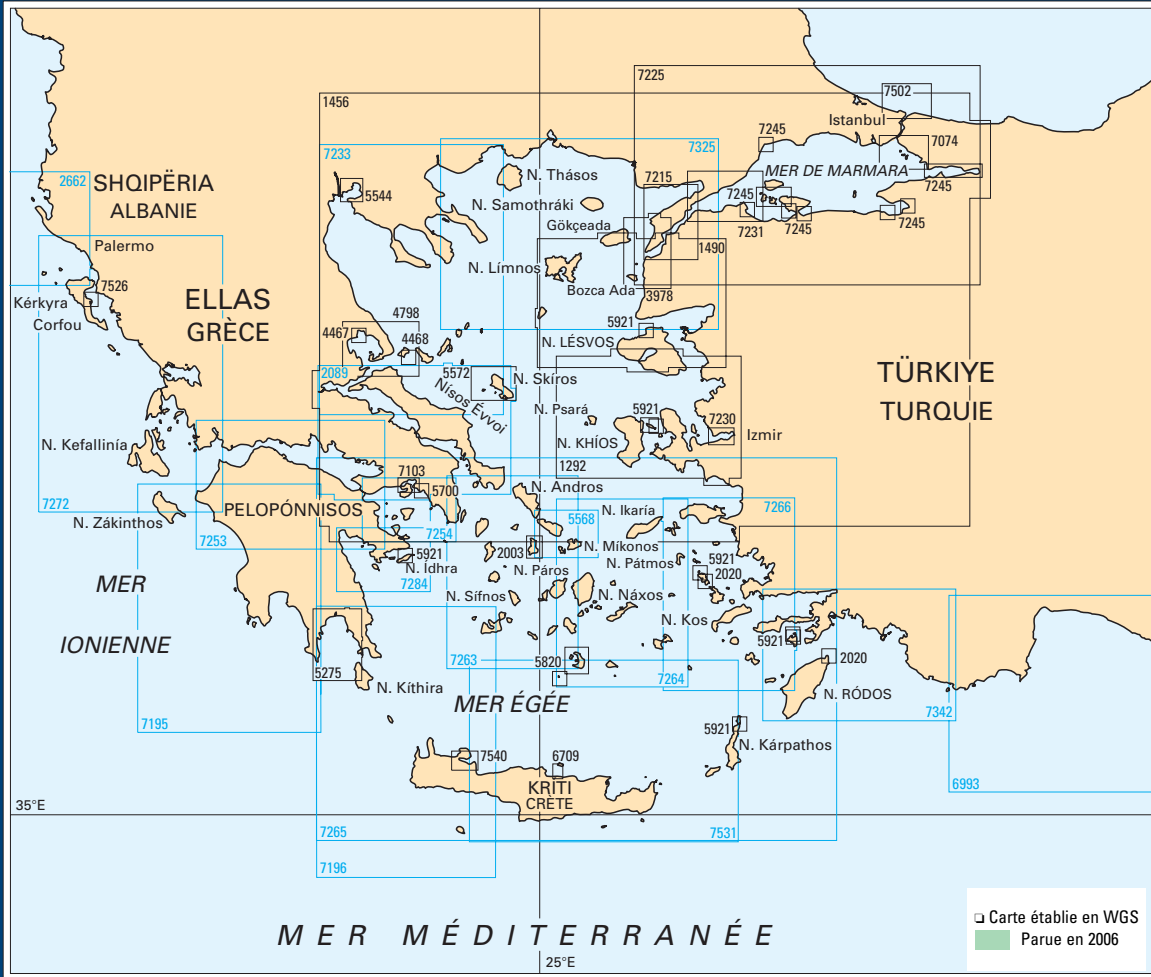 7225
7502
1456
Istanbul
7245
7074
7233
7325
MER DE MARMARA
2662
SHQIPËRIA
ALBANIE
5544
N. Thásos
7215
7245
7245
N. Samothráki
7231
7245
7245
Gökçeada
Palermo
1490
N. Límnos
7526
Bozca Ada
3978
Kérkyra
Corfou
ELLAS
GRÈCE
4798
4467
4468
5921
N. LÉSVOS
2089
5572
N. Skíros
Nísos Évvoi
TÜRKIYE
TURQUIE
N. Psará
5921
7230
Izmir
N. KHÍOS
N. Kefallinía
1292
7103
5700
N. Andros
7272
N. Zákinthos
PELOPÓNNISOS
N. Ikaría
7266
5568
7253
7254
2003
N. Míkonos
5921
N. Idhra
N. Páros
N. Pátmos
5921
2020
MER
IONIENNE
7284
N. Sífnos
N. Náxos
N. Kos
5921
2020
5275
7263
5820
7264
N. Kíthira
MER ÉGÉE
N. RÓDOS
7195
7342
5921
N. Kárpathos
7540
6709
KRITI
CRÈTE
6993
35°E
7265
7531
7196
MER MÉDITERRANÉE
25°E
Carte établie en WGS
Parue en 2006